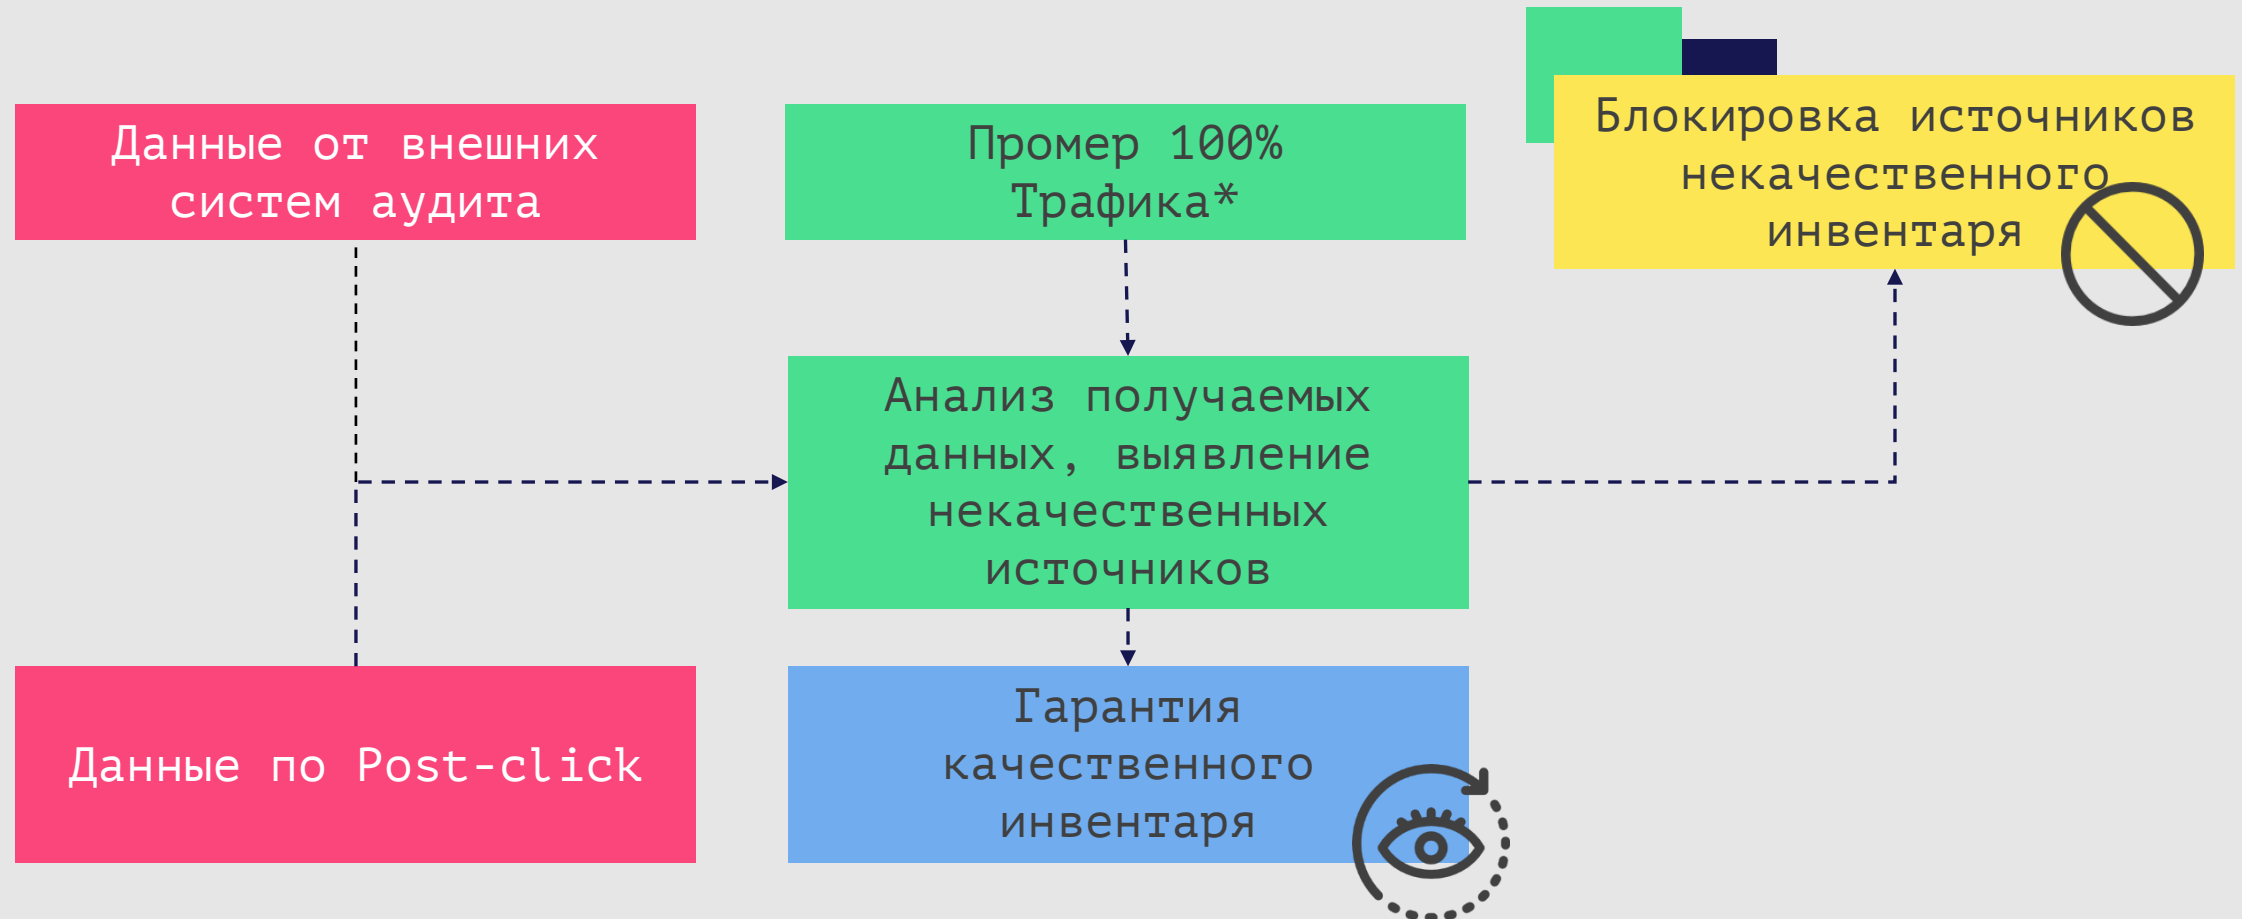 Данные от внешних
систем аудита
Промер 100%
Трафика*
Блокировка источников
некачественного
инвентаря
Анализ получаемых
данных, выявление
некачественных
источников
Данные по Post-click
Гарантия
качественного
инвентаря